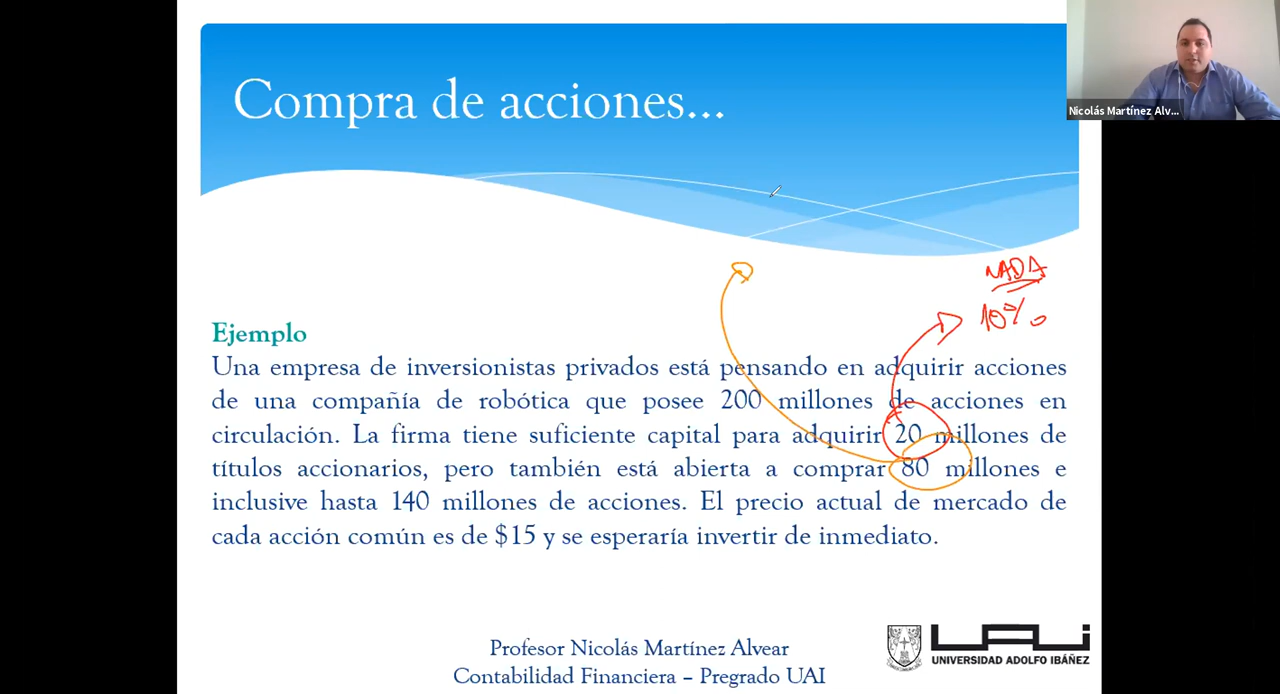 Compra de acciones...
Nicolás Martínez Alv...
NADA
10%
Ejemplo
Una empresa de inversionistas privados está pensando en adquirir acciones
de una compañía de robótica que posee 200 millones de acciones en
circulación. La firma tiene suficiente capital para adquirir 20 millones de
títulos accionarios, pero también está abierta a comprar 80 millones e
inclusive hasta 140 millones de acciones. El precio actual de mercado de
cada acción común es de $15 y se esperaría invertir de inmediato.
Profesor Nicolás Martínez Alvear
Contabilidad Financiera – Pregrado UAI
UAI
UNIVERSIDAD ADOLFO IBÁÑEZ